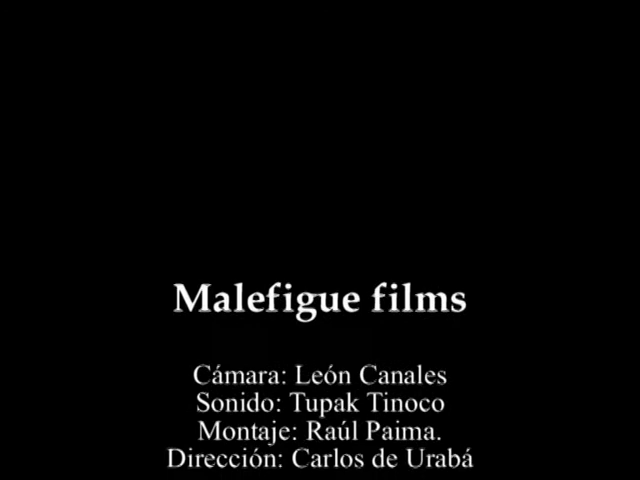 Malefigue films
Cámara: León Canales
Sonido: Tupak Tinoco
Montaje: Raúl Paima.
Dirección: Carlos de Urabá